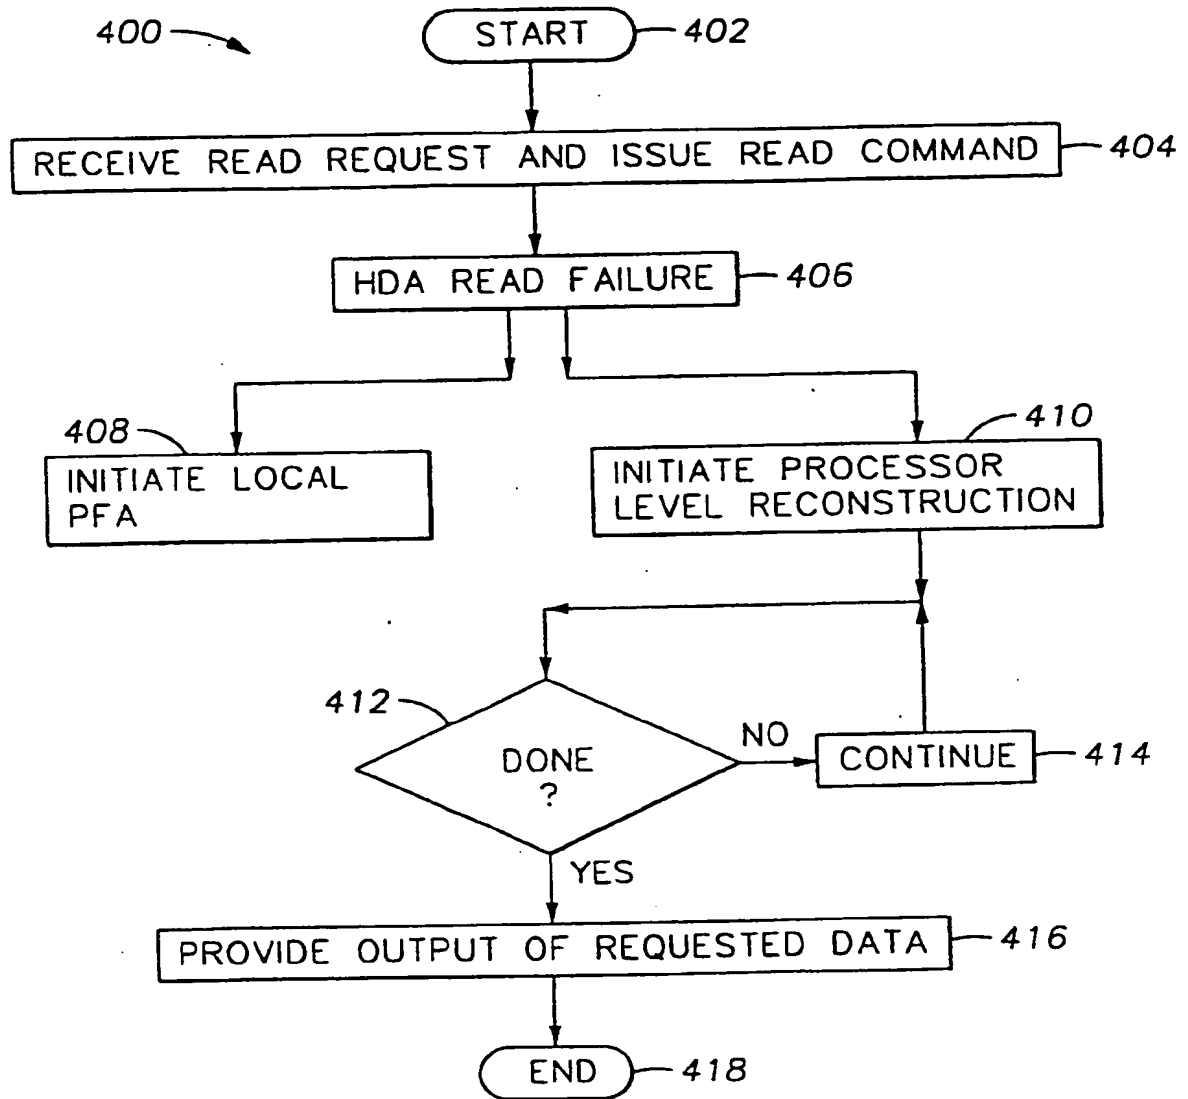 400
START
402
RECEIVE READ REQUEST AND ISSUE READ COMMAND
404
HDA READ FAILURE
406
408
INITIATE LOCAL
PFA
410
INITIATE PROCESSOR
LEVEL RECONSTRUCTION
412
DONE
?
NO
CONTINUE
414
YES
PROVIDE OUTPUT OF REQUESTED DATA
416
END
418